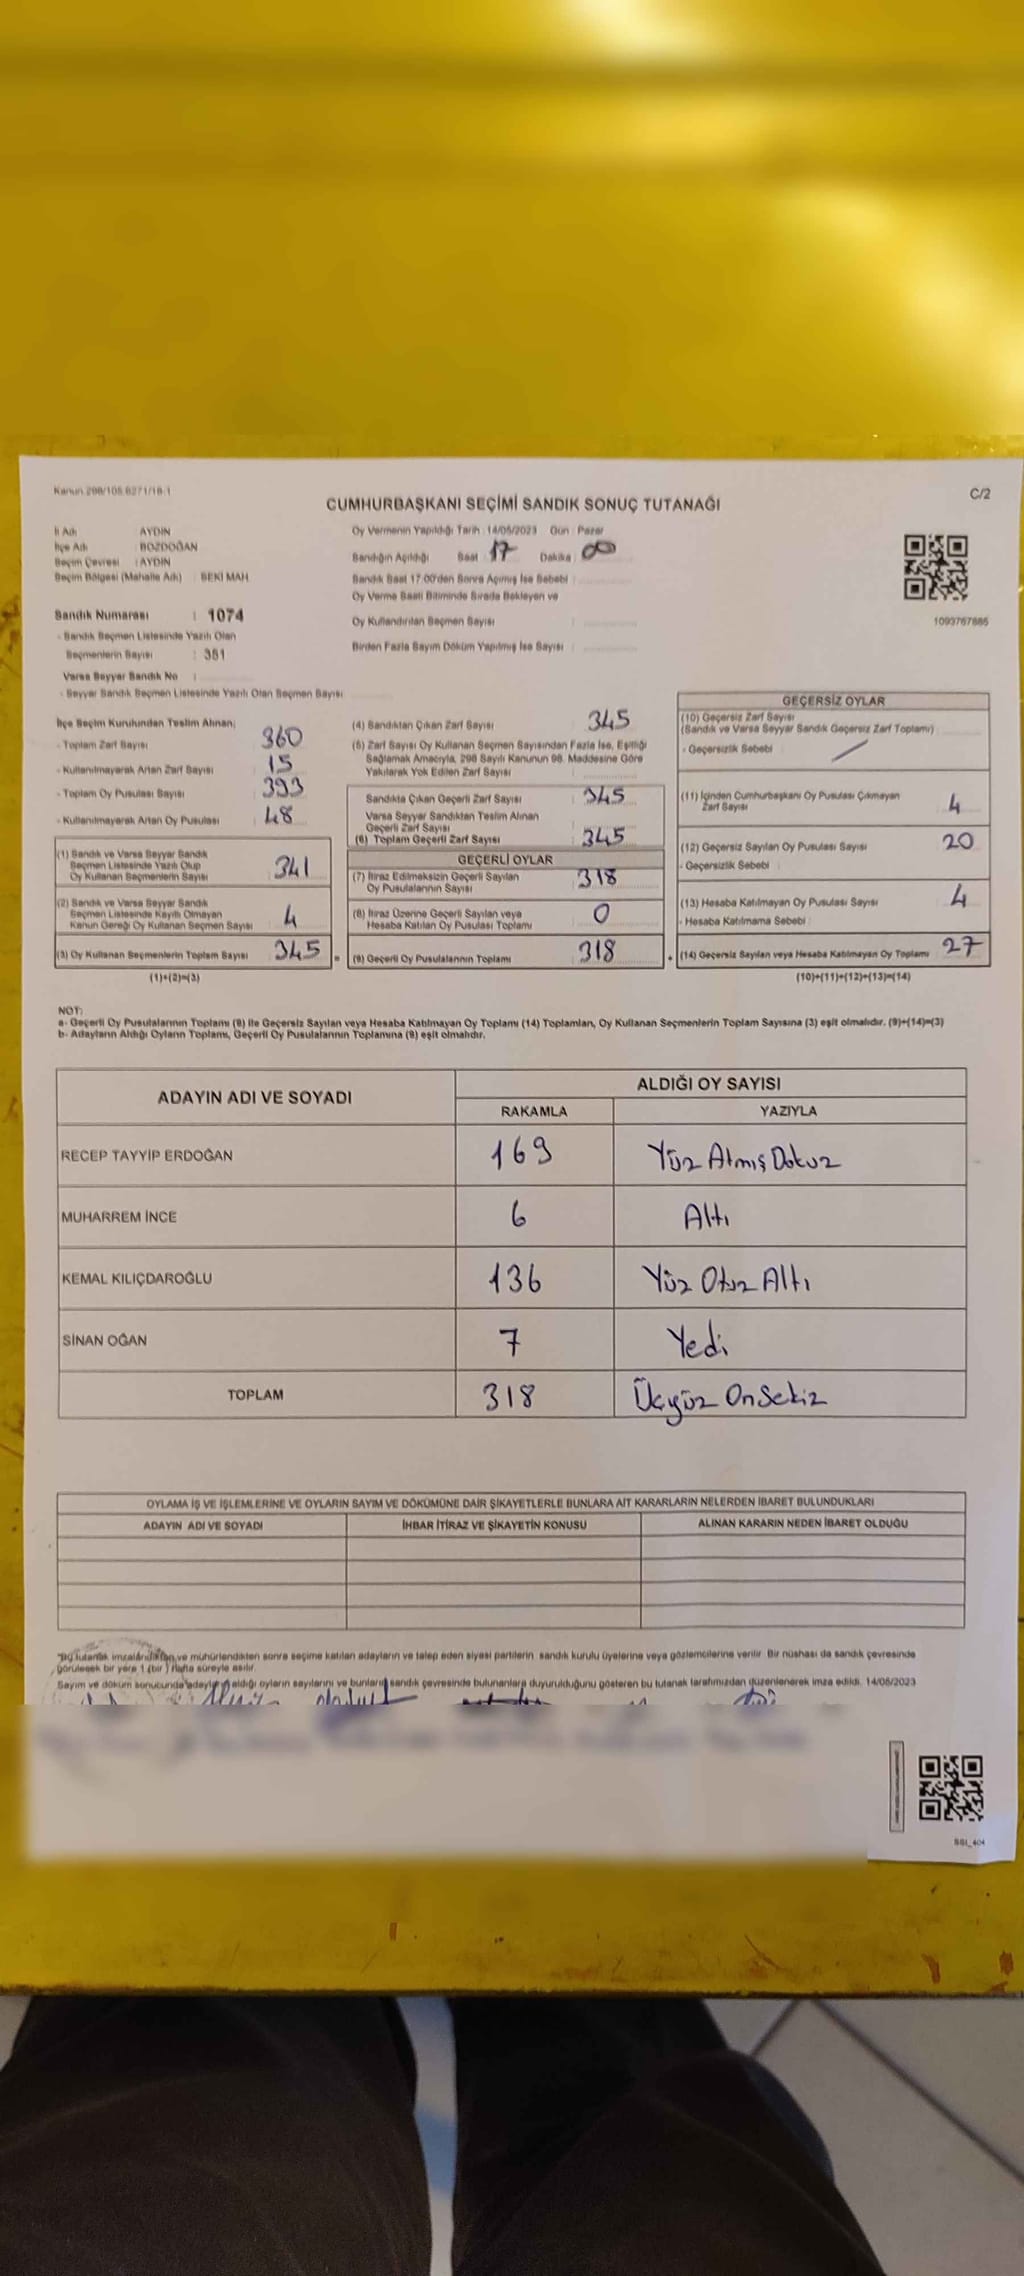 Kanun 298/105 6271/18-1
C/2
CUMHURBAŞKANI SEÇİMİ SANDIK SONUÇ TUTANAĞI
İl Adı : AYDIN
İlçe Adı : BOZDOĞAN
Seçim Çevresi : AYDIN
Seçim Bölgesi (Mahalle Adı) : SEKİ MAH.
Sandık Numarası : 1074
- Sandık Seçmen Listesinde Yazılı Olan
Seçmenlerin Sayısı : 381
Varsa Seyyar Sandık No :
- Seyyar Sandık Seçmen Listesinde Yazılı Olan Seçmen Sayısı
Oy Vermenin Yapıldığı Tarih : 14/05/2023 Gün : Pazar
Sandığın Açıldığı Saat 17 Dakika : 00
Sandık Saat 17.00'den Sonra Açılmış İse Sebebi :
Oy Verme Saati Bitiminde Sırada Bekleyen ve
Oy Kullandırılan Seçmen Sayısı :
Birden Fazla Sayım Döküm Yapılmış İse Sayısı :
1093767885
İlçe Seçim Kurulundan Teslim Alınan;
- Toplam Zarf Sayısı 360
- Kullanılmayarak Artan Zarf Sayısı 15
- Toplam Oy Pusulası Sayısı 393
- Kullanılmayarak Artan Oy Pusulası 48
(1) Sandık ve Varsa Seyyar Sandık
Seçmen Listesinde Yazılı Olup
Oy Kullanan Seçmenlerin Sayısı 341
(2) Sandık ve Varsa Seyyar Sandık
Seçmen Listesinde Kayıtlı Olmayan
Kanun Gereği Oy Kullanan Seçmen Sayısı 4
(3) Oy Kullanan Seçmenlerin Toplam Sayısı 345 =
(1)+(2)=(3)
(4) Sandıktan Çıkan Zarf Sayısı 345
(5) Zarf Sayısı Oy Kullanan Seçmen Sayısından Fazla İse, Eşitliği
Sağlamak Amacıyla, 298 Sayılı Kanunun 98. Maddesine Göre
Yakılarak Yok Edilen Zarf Sayısı :
Sandıkta Çıkan Geçerli Zarf Sayısı 345
Varsa Seyyar Sandıktan Teslim Alınan
Geçerli Zarf Sayısı
(6) Toplam Geçerli Zarf Sayısı 345
GEÇERLİ OYLAR
(7) İtiraz Edilmeksizin Geçerli Sayılan
Oy Pusulalarının Sayısı 318
(8) İtiraz Üzerine Geçerli Sayılan veya
Hesaba Katılan Oy Pusulası Toplamı 0
(9) Geçerli Oy Pusulalarının Toplamı 318 +
GEÇERSİZ OYLAR
(10) Geçersiz Zarf Sayısı
(Sandık ve Varsa Seyyar Sandık Geçersiz Zarf Toplamı)
- Geçersizlik Sebebi :
(11) İçinden Cumhurbaşkanı Oy Pusulası Çıkmayan
Zarf Sayısı 4
(12) Geçersiz Sayılan Oy Pusulası Sayısı 20
- Geçersizlik Sebebi :
(13) Hesaba Katılmayan Oy Pusulası Sayısı 4
- Hesaba Katılmama Sebebi :
(14) Geçersiz Sayılan veya Hesaba Katılmayan Oy Toplamı 27
(10)+(11)+(12)+(13)=(14)
NOT:
a- Geçerli Oy Pusulalarının Toplamı (9) ile Geçersiz Sayılan veya Hesaba Katılmayan Oy Toplamı (14) Toplamları, Oy Kullanan Seçmenlerin Toplam Sayısına (3) eşit olmalıdır. (9)+(14)=(3)
b- Adayların Aldığı Oyların Toplamı, Geçerli Oy Pusulalarının Toplamına (9) eşit olmalıdır.
ADAYIN ADI VE SOYADI
ALDIĞI OY SAYISI
RAKAMLA YAZIYLA
RECEP TAYYİP ERDOĞAN 169 Yüz Atmış Dokuz
MUHARREM İNCE 6 Altı
KEMAL KILIÇDAROĞLU 136 Yüz Otuz Altı
SİNAN OĞAN 7 Yedi
TOPLAM 318 Üçyüz OnSekiz
OYLAMA İŞ VE İŞLEMLERİNE VE OYLARIN SAYIM VE DÖKÜMÜNE DAİR ŞİKAYETLERLE BUNLARA AİT KARARLARIN NELERDEN İBARET BULUNDUKLARI
ADAYIN ADI VE SOYADI İHBAR İTİRAZ VE ŞİKAYETİN KONUSU ALINAN KARARIN NEDEN İBARET OLDUĞU
*Bu tutanak imzalandıktan ve mühürlendikten sonra seçime katılan adayların ve talep eden siyasi partilerin sandık kurulu üyelerine veya gözlemcilerine verilir. Bir nüshası da sandık çevresinde
görülecek bir yere 1 (bir) hafta süreyle asılır.
Sayım ve döküm sonucunda adayların aldığı oyların sayılarını ve bunların sandık çevresinde bulunanlara duyurulduğunu gösteren bu tutanak tarafımızdan düzenlenerek imza edildi. 14/05/2023
SSI_404